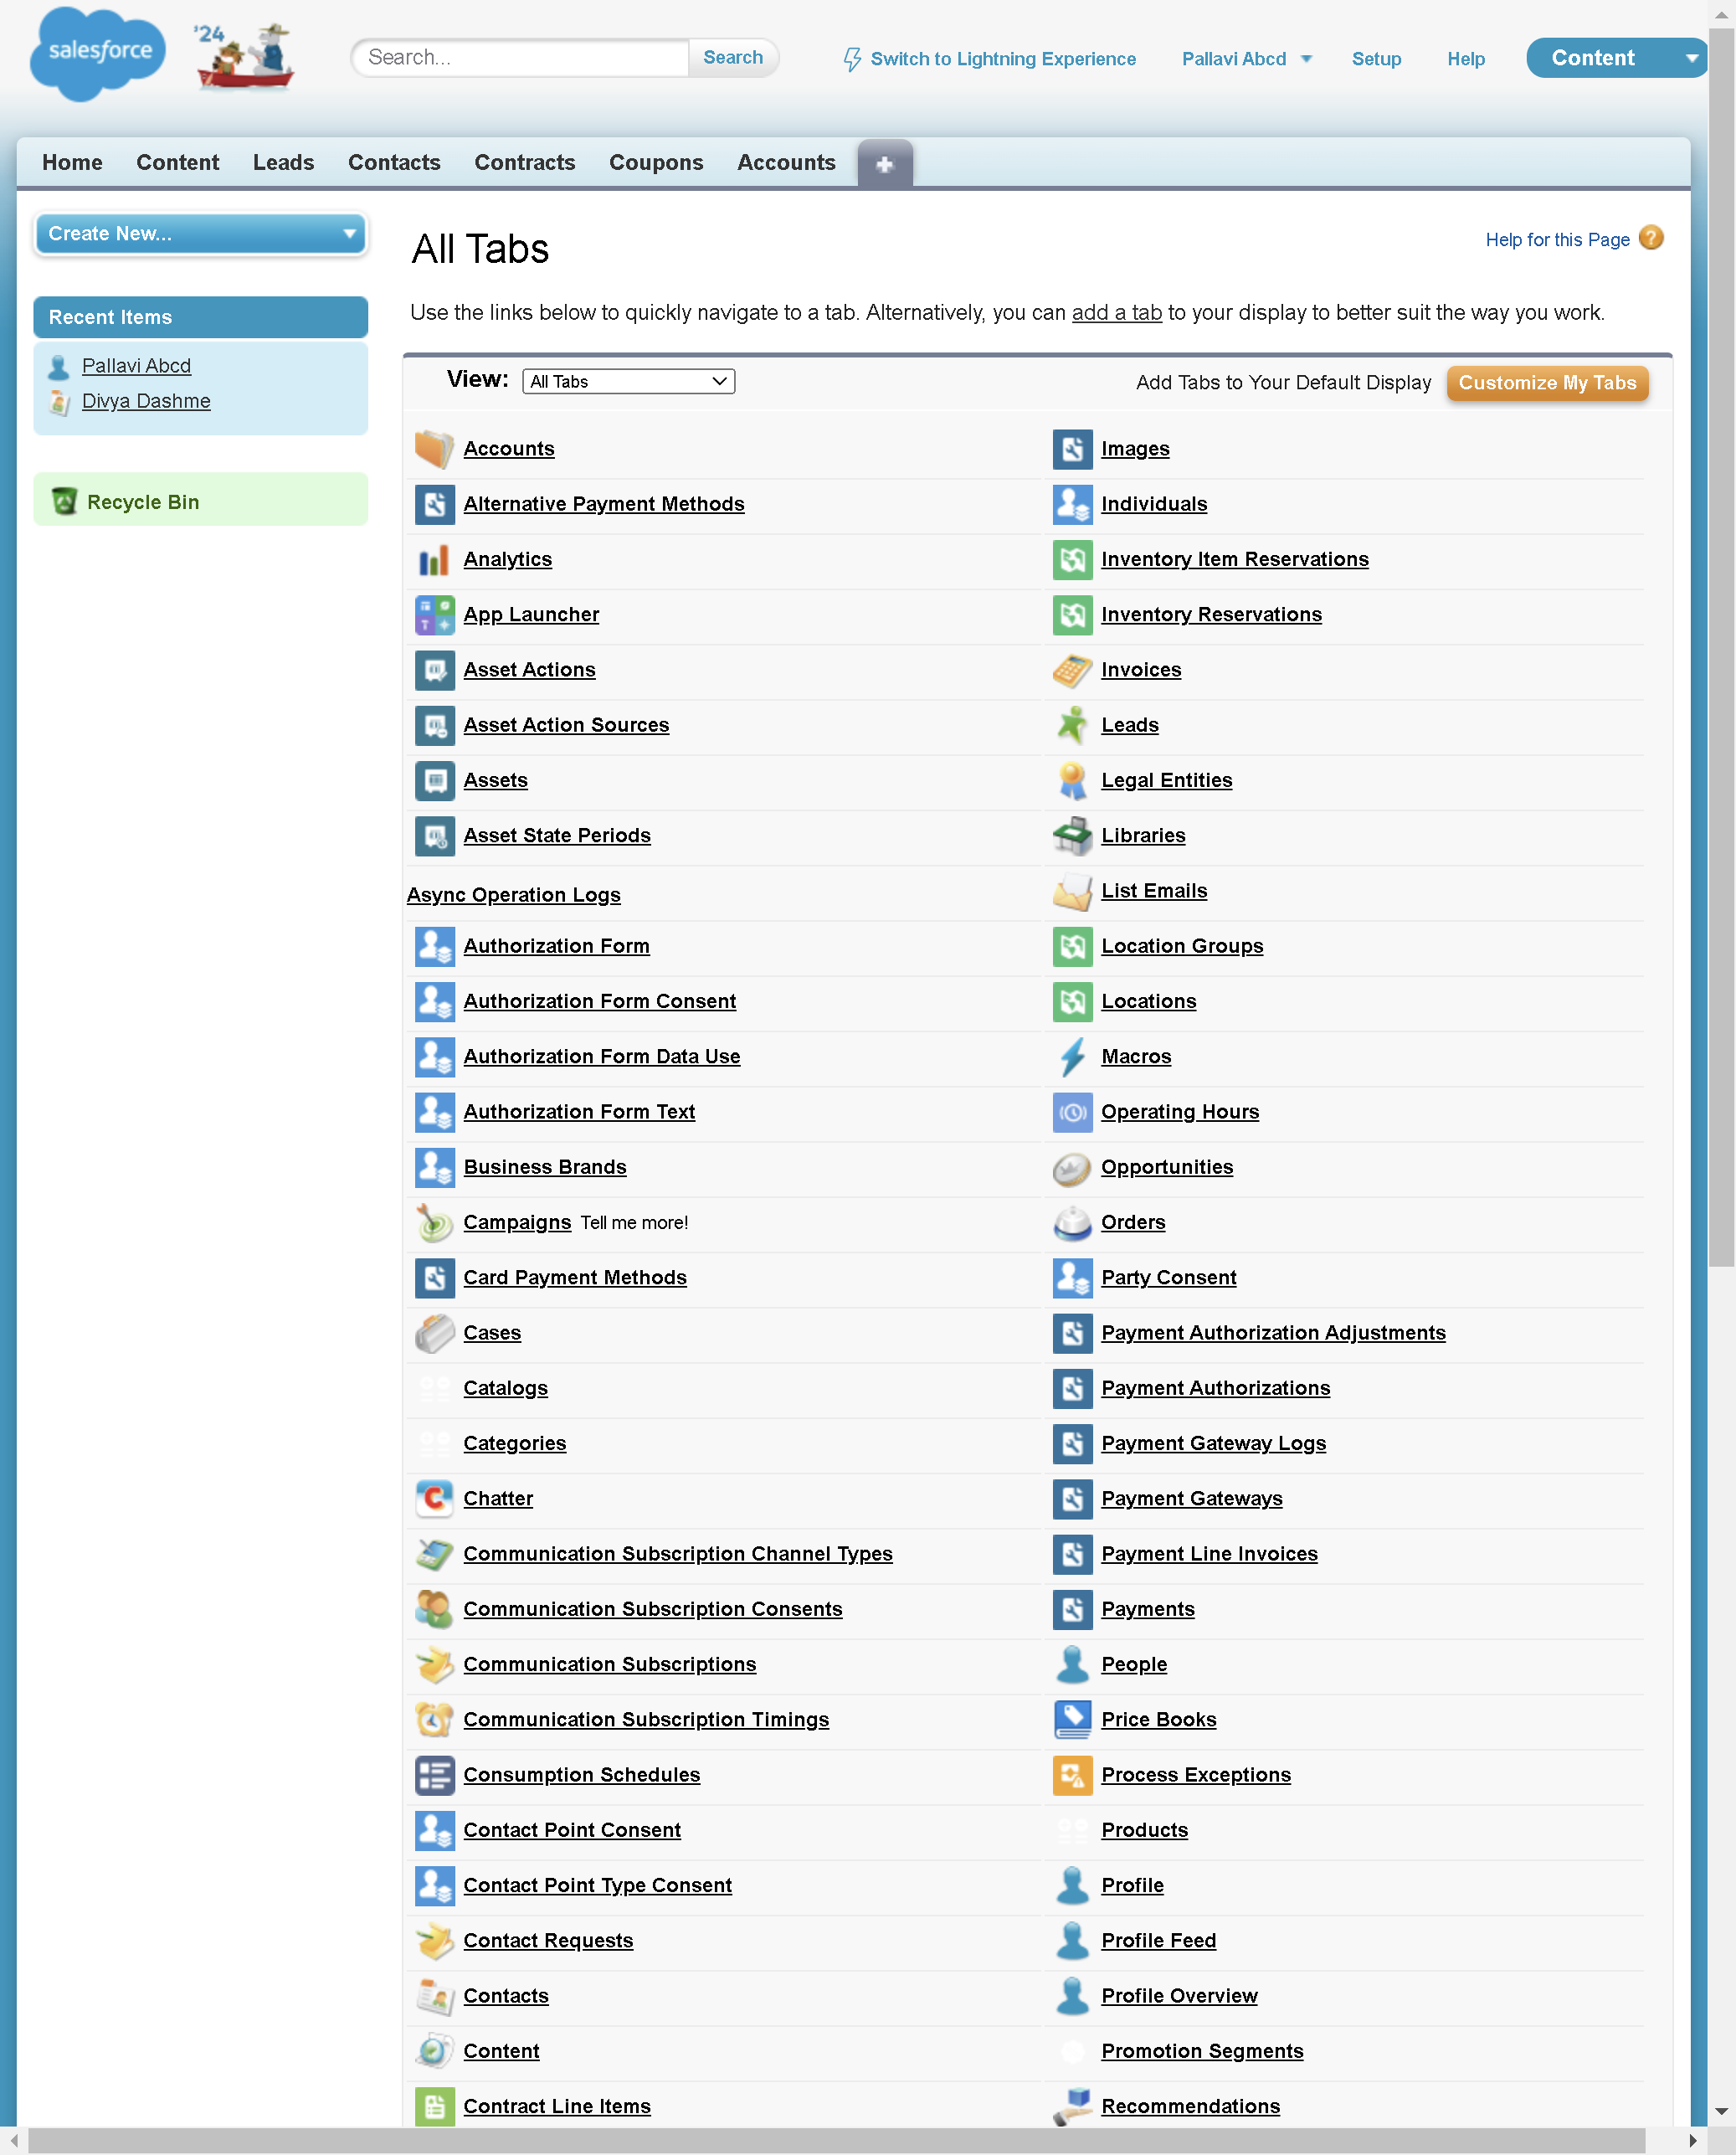 salesforce
'24
Search...
Search
Switch to Lightning Experience
Pallavi Abcd
Setup
Help
Content
Home
Content
Leads
Contacts
Contracts
Coupons
Accounts
Create New...
Recent Items
Pallavi Abcd
Divya Dashme
Recycle Bin
All Tabs
Help for this Page
Use the links below to quickly navigate to a tab. Alternatively, you can add a tab to your display to better suit the way you work.
View: All Tabs
Add Tabs to Your Default Display
Customize My Tabs
Accounts
Alternative Payment Methods
Analytics
App Launcher
Asset Actions
Asset Action Sources
Assets
Asset State Periods
Async Operation Logs
Authorization Form
Authorization Form Consent
Authorization Form Data Use
Authorization Form Text
Business Brands
Campaigns Tell me more!
Card Payment Methods
Cases
Catalogs
Categories
Chatter
Communication Subscription Channel Types
Communication Subscription Consents
Communication Subscriptions
Communication Subscription Timings
Consumption Schedules
Contact Point Consent
Contact Point Type Consent
Contact Requests
Contacts
Content
Contract Line Items
Images
Individuals
Inventory Item Reservations
Inventory Reservations
Invoices
Leads
Legal Entities
Libraries
List Emails
Location Groups
Locations
Macros
Operating Hours
Opportunities
Orders
Party Consent
Payment Authorization Adjustments
Payment Authorizations
Payment Gateway Logs
Payment Gateways
Payment Line Invoices
Payments
People
Price Books
Process Exceptions
Products
Profile
Profile Feed
Profile Overview
Promotion Segments
Recommendations